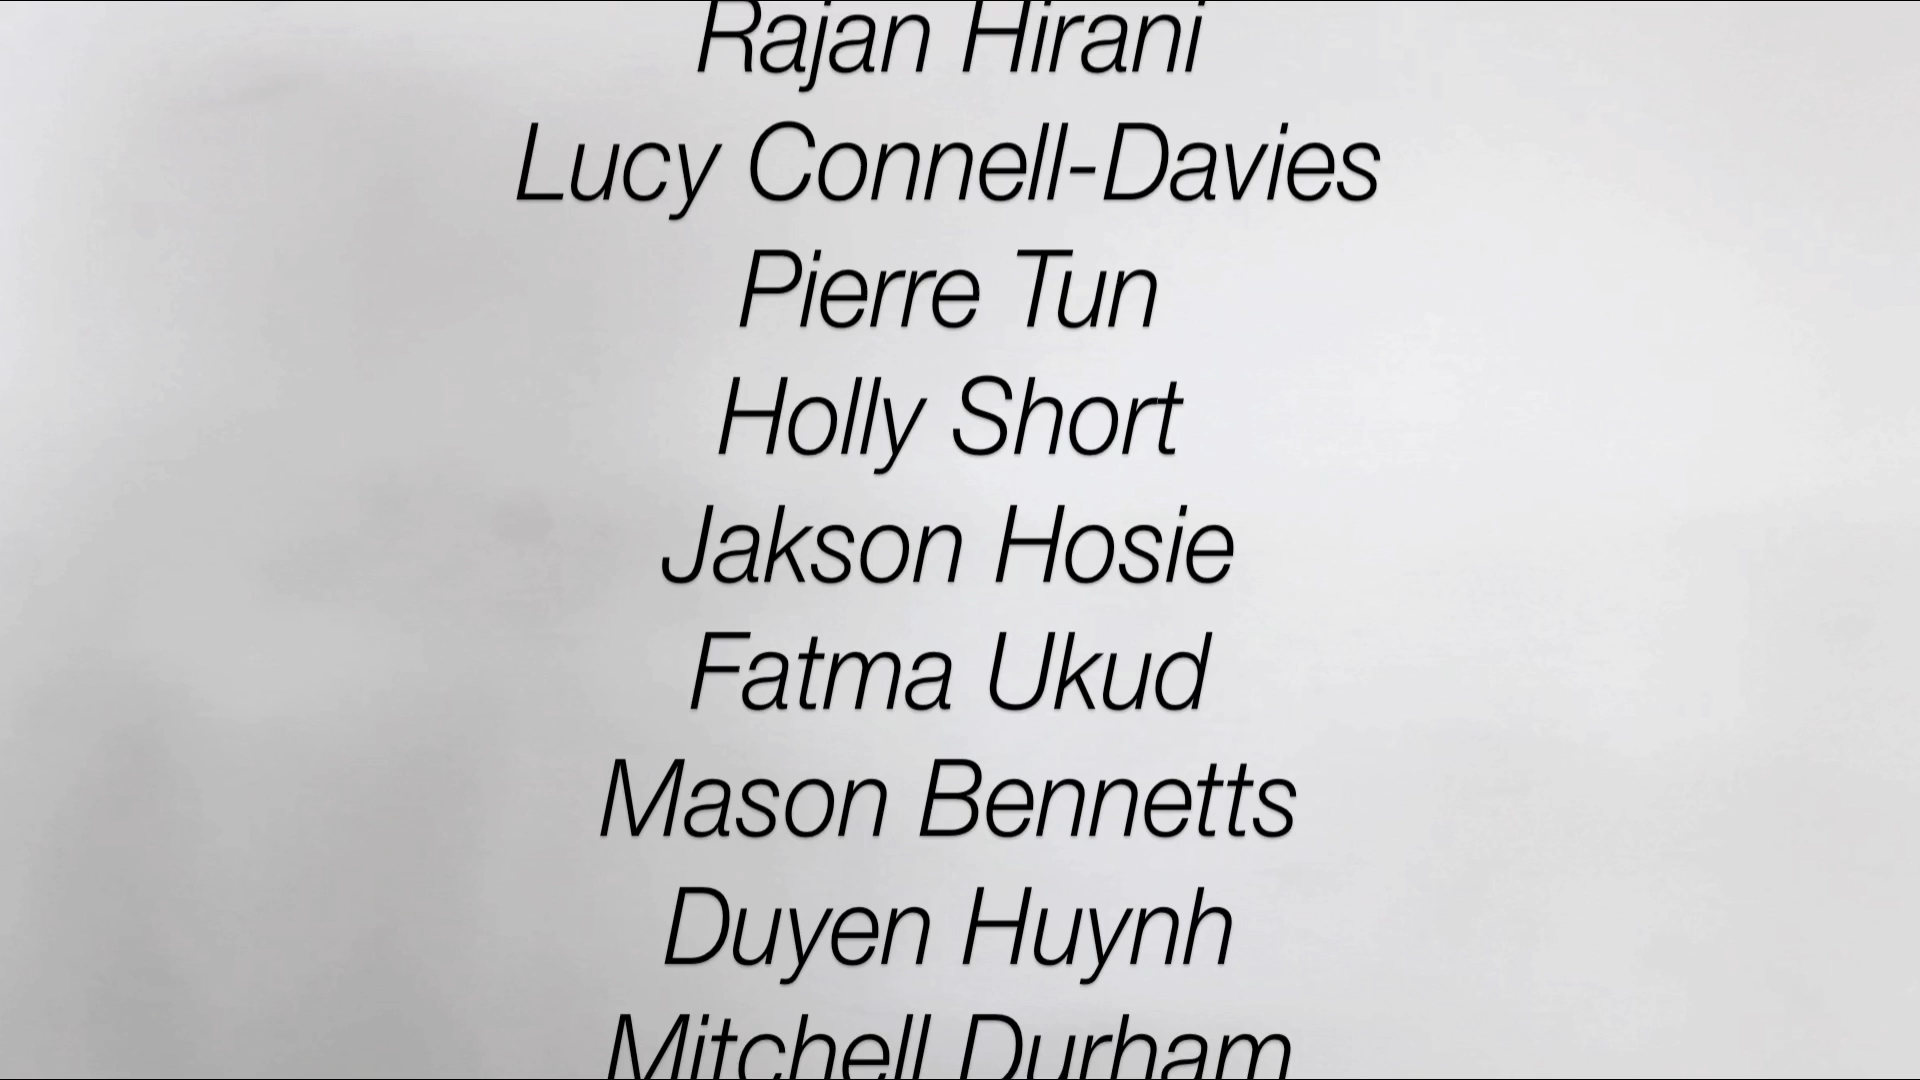 Rajan Hirani
Lucy Connell-Davies
Pierre Tun
Holly Short
Jakson Hosie
Fatma Ukud
Mason Bennetts
Duyen Huynh
Mitchell Durham